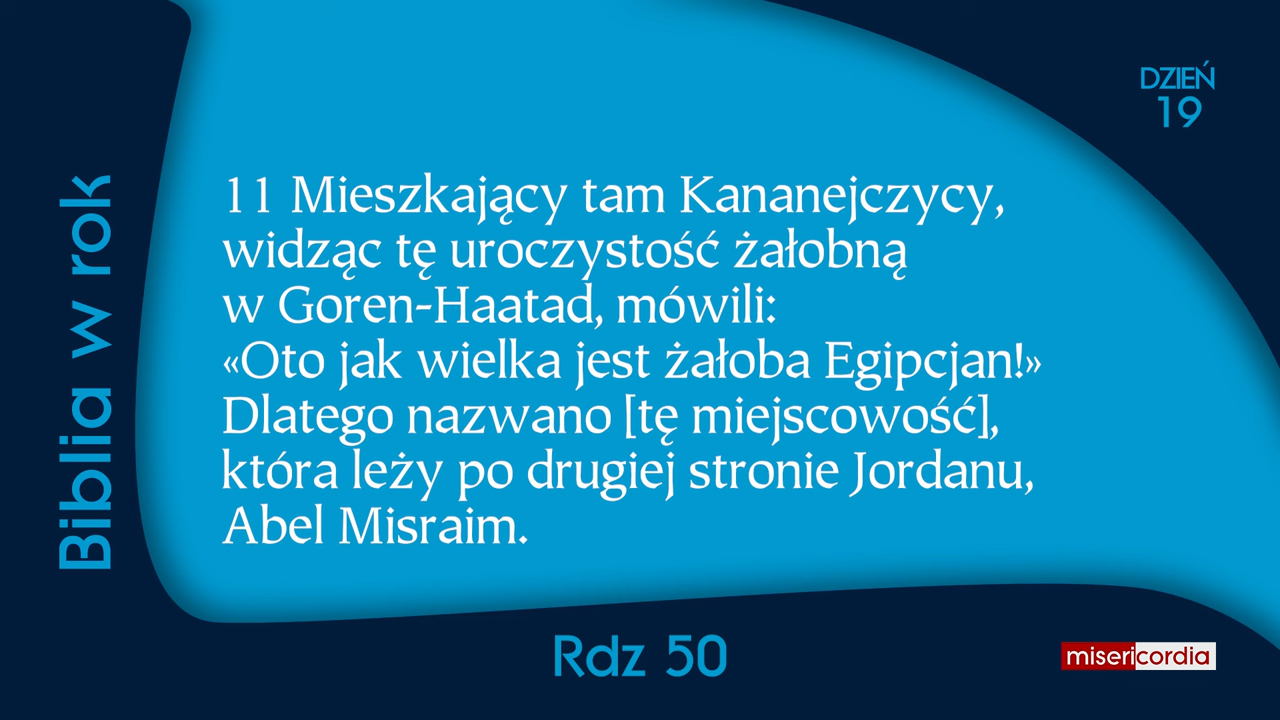 DZIEŃ
19
Biblia w rok
11 Mieszkający tam Kananejczycy,
widząc tę uroczystość żałobną
w Goren-Haatad, mówili:
«Oto jak wielka jest żałoba Egipcjan!»
Dlatego nazwano [tę miejscowość],
która leży po drugiej stronie Jordanu,
Abel Misraim.
Rdz 50
misericordia